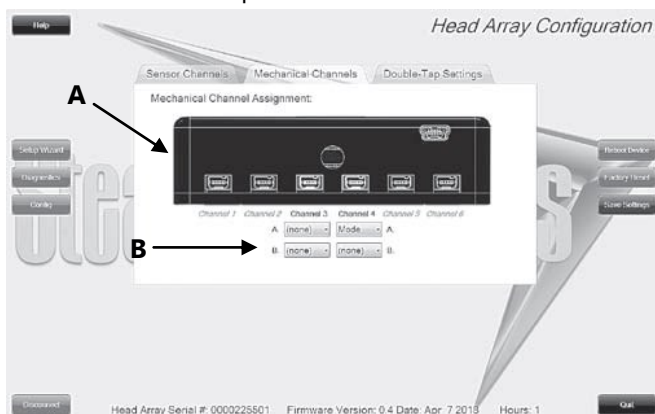 Help
Head Array Configuration
Sensor Channels Mechanical Channels Double-Tap Settings
Mechanical Channel Assignment:
A
Setup Wizard
Diagnostics
Config
Reboot Device
Factory Reset
Save Settings
Channel 1 Channel 2 Channel 3 Channel 4 Channel 5 Channel 6
A. (none) Mode A.
B
B. (none) (none) B.
Disconnect
Head Array Serial #: 0000225501 Firmware Version: 0.4 Date: Apr 7 2018 Hours: 1
Quit